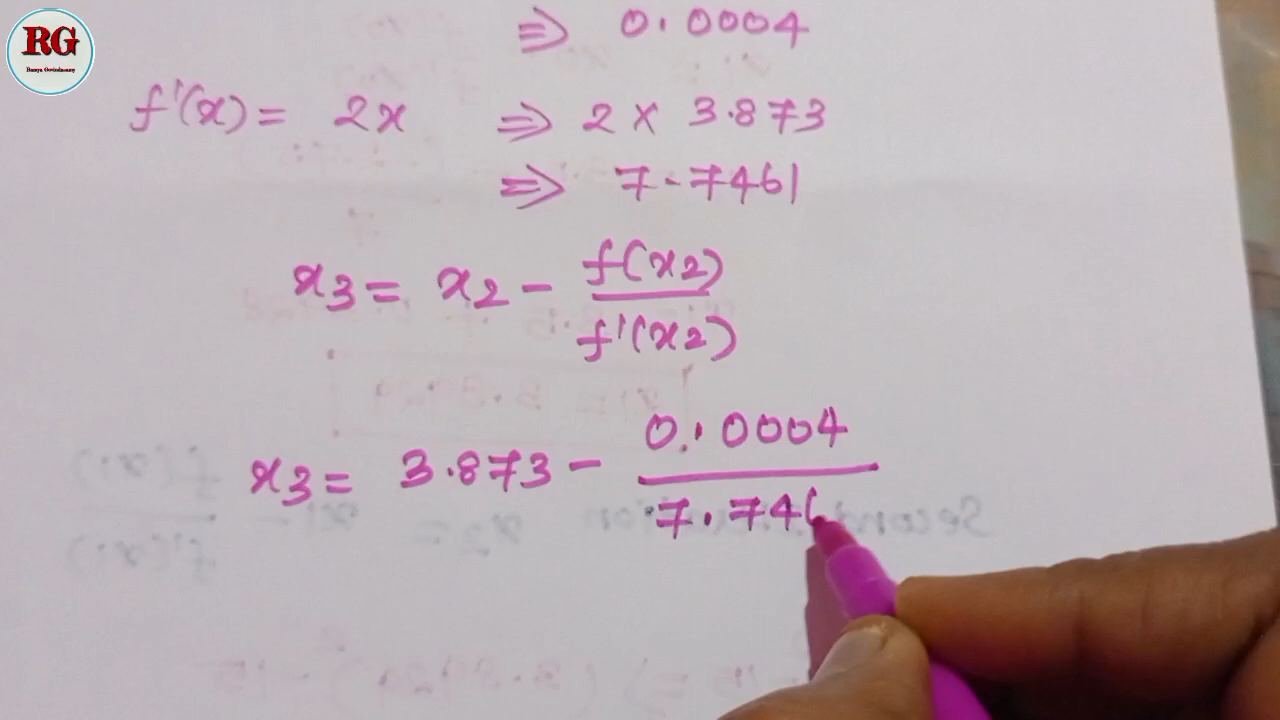 RG
⇒ 0.0004
f'(x) = 2x ⇒ 2 × 3.873
⇒ 7.7461
x3 = x2 - f(x2)
f'(x2)
x3 = 3.873 - 0.0004
7.746